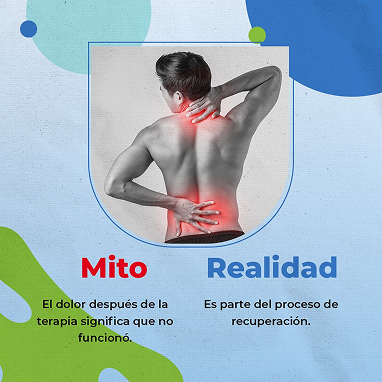 Mito
El dolor después de la
terapia significa que no
funcionó.
Realidad
Es parte del proceso de
recuperación.